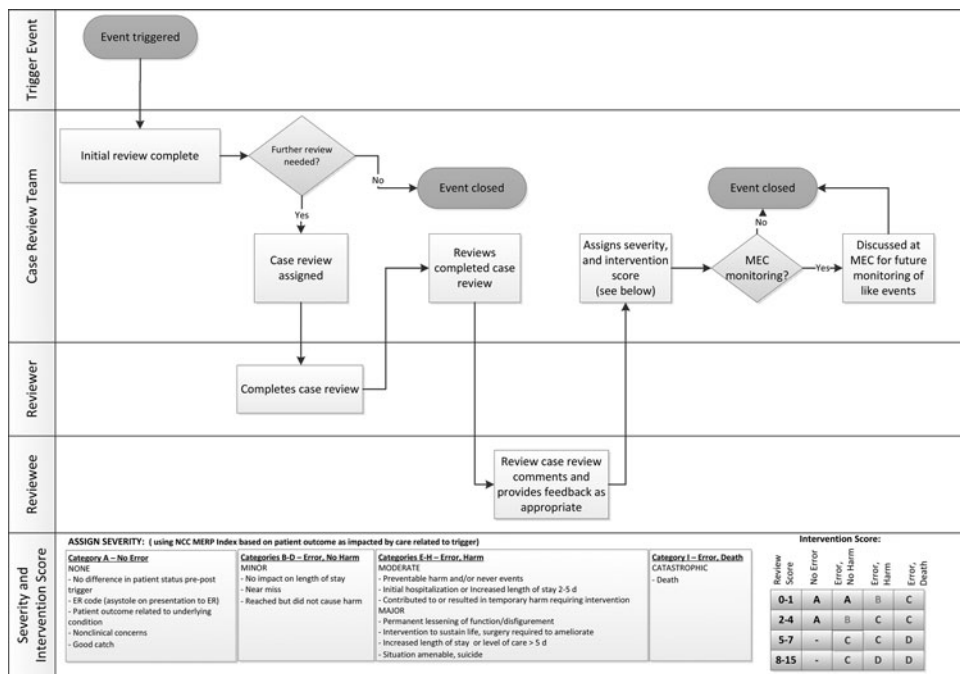 Trigger Event
Event triggered
Case Review Team
Initial review complete
Further review
needed?
No
Event closed
Yes
Case review
assigned
Reviews
completed case
review
Assigns severity,
and intervention
score
(see below)
MEC
monitoring?
No
Event closed
Yes
Discussed at
MEC for future
monitoring of
like events
Reviewer
Completes case review
Reviewee
Review case review
comments and
provides feedback as
appropriate
Severity and
Intervention Score
ASSIGN SEVERITY: ( using NCC MERP Index based on patient outcome as impacted by care related to trigger)
Category A – No Error
NONE
- No difference in patient status pre-post
trigger
- ER code (asystole on presentation to ER)
- Patient outcome related to underlying
condition
- Nonclinical concerns
- Good catch
Categories B-D – Error, No Harm
MINOR
- No impact on length of stay
- Near miss
- Reached but did not cause harm
Categories E-H – Error, Harm
MODERATE
- Preventable harm and/or never events
- Initial hospitalization or Increased length of stay 2-5 d
- Contributed to or resulted in temporary harm requiring intervention
MAJOR
- Permanent lessening of function/disfigurement
- Intervention to sustain life, surgery required to ameliorate
- Increased length of stay or level of care > 5 d
- Situation amenable, suicide
Category I – Error, Death
CATASTROPHIC
- Death
Intervention Score:
Review
Score
No Error
Error,
No Harm
Error,
Harm
Error,
Death
0-1 A A B C
2-4 A B C C
5-7 - C C D
8-15 - C D D